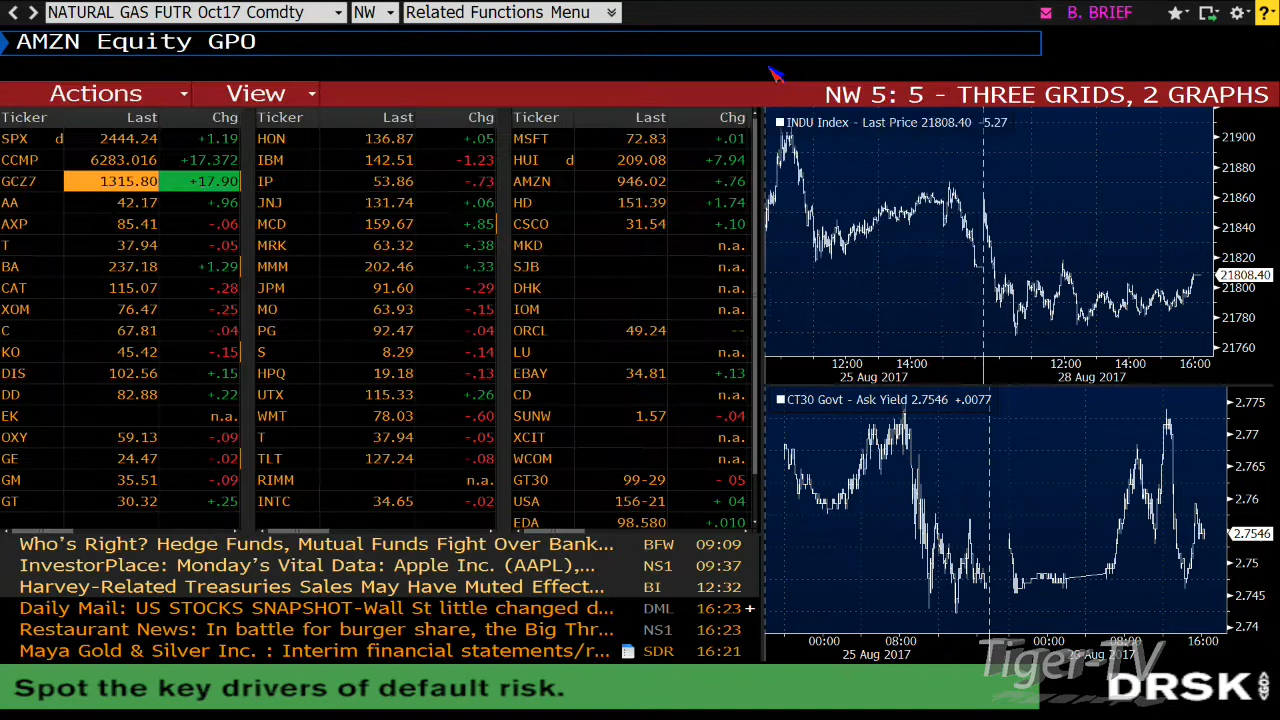 NATURAL GAS FUTR Oct17 Comdty NW Related Functions Menu B. BRIEF ?
AMZN Equity GPO
Actions View NW 5: 5 - THREE GRIDS, 2 GRAPHS
Ticker Last Chg Ticker Last Chg Ticker Last Chg
SPX d 2444.24 +1.19 HON 136.87 +.05 MSFT 72.83 +.01
CCMP 6283.016 +17.372 IBM 142.51 -1.23 HUI d 209.08 +7.94
GCZ7 1315.80 +17.90 IP 53.86 -.73 AMZN 946.02 +.76
AA 42.17 +.96 JNJ 131.74 +.06 HD 151.39 +1.74
AXP 85.41 -.06 MCD 159.67 +.85 CSCO 31.54 +.10
T 37.94 -.05 MRK 63.32 +.38 MKD n.a.
BA 237.18 +1.29 MMM 202.46 +.33 SJB n.a.
CAT 115.07 -.28 JPM 91.60 -.29 DHK n.a.
XOM 76.47 -.25 MO 63.93 -.15 IOM n.a.
C 67.81 -.04 PG 92.47 -.04 ORCL 49.24 --
KO 45.42 -.15 S 8.29 -.14 LU n.a.
DIS 102.56 +.15 HPQ 19.18 -.13 EBAY 34.81 +.13
DD 82.88 +.22 UTX 115.33 +.26 CD n.a.
EK n.a. WMT 78.03 -.60 SUNW 1.57 -.04
OXY 59.13 -.09 T 37.94 -.05 XCIT n.a.
GE 24.47 -.02 TLT 127.24 -.08 WCOM n.a.
GM 35.51 -.09 RIMM n.a. GT30 99-29 - 05
GT 30.32 +.25 INTC 34.65 -.02 USA 156-21 + 04
EDA 98.580 +.010
Who's Right? Hedge Funds, Mutual Funds Fight Over Bank... BFW 09:09
InvestorPlace: Monday's Vital Data: Apple Inc. (AAPL),... NS1 09:37
Harvey-Related Treasuries Sales May Have Muted Effect... BI 12:32
Daily Mail: US STOCKS SNAPSHOT-Wall St little changed d... DML 16:23+
Restaurant News: In battle for burger share, the Big Thr... NS1 16:23
Maya Gold & Silver Inc. : Interim financial statements/r... SDR 16:21
INDU Index - Last Price 21808.40 -5.27
21900
21880
21860
21840
21820
21808.40
21800
21780
21760
12:00 14:00 12:00 14:00 16:00
25 Aug 2017 28 Aug 2017
CT30 Govt - Ask Yield 2.7546 +.0077
2.775
2.77
2.765
2.76
2.7546
2.75
2.745
2.74
00:00 08:00 00:00 08:00 16:00
25 Aug 2017 Aug 2017
Tiger-TV
Spot the key drivers of default risk. DRSK GO